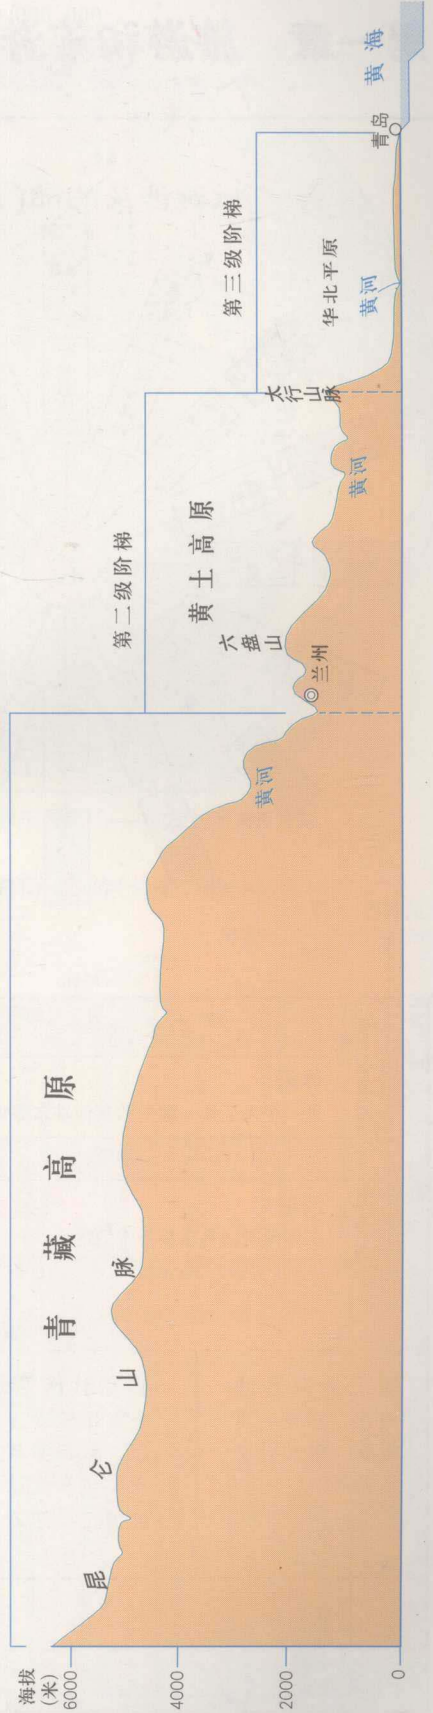 海拔
(米)
6000
4000
2000
0
青藏高原
昆仑山脉
黄河
第二级阶梯
黄土高原
兰州
六盘山
黄河
太行山脉
第三级阶梯
华北平原
黄河
青岛
黄海